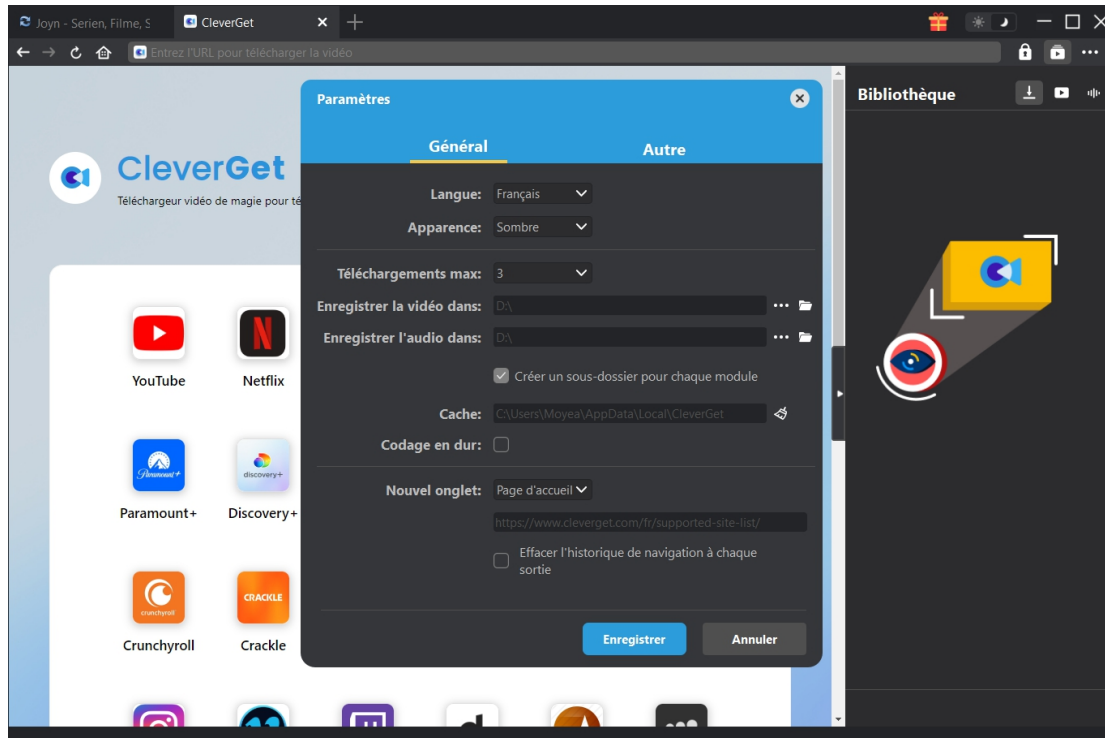 Joyn - Serien, Filme, S
CleverGet
Entrez l'URL pour télécharger la vidéo
CleverGet
Téléchargeur vidéo de magie pour té
YouTube
Netflix
Paramount+
discovery+
Paramount+
Discovery+
crunchyroll
CRACKLE
Crunchyroll
Crackle
Paramètres
Général
Autre
Langue: Français
Apparence: Sombre
Téléchargements max: 3
Enregistrer la vidéo dans: D:\
Enregistrer l'audio dans: D:\
Créer un sous-dossier pour chaque module
Cache: C:\Users\Moyea\AppData\Local\CleverGet
Codage en dur:
Nouvel onglet: Page d'accueil
https://www.cleverget.com/fr/supported-site-list/
Effacer l'historique de navigation à chaque
sortie
Enregistrer
Annuler
Bibliothèque